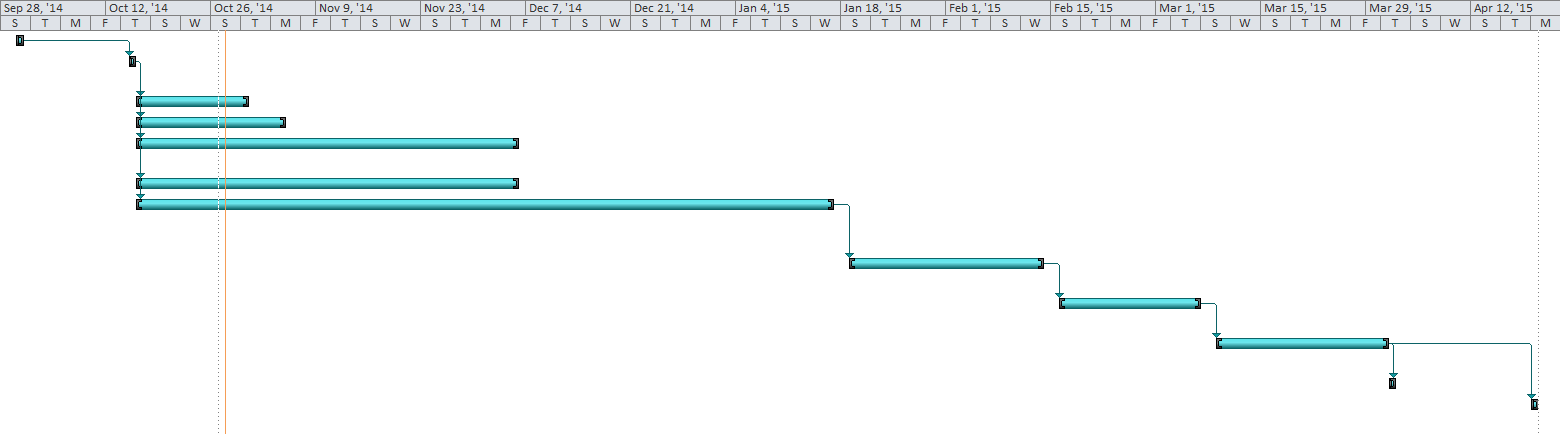 Sep 28, '14 Oct 12, '14 Oct 26, '14 Nov 9, '14 Nov 23, '14 Dec 7, '14 Dec 21, '14 Jan 4, '15 Jan 18, '15 Feb 1, '15 Feb 15, '15 Mar 1, '15 Mar 15, '15 Mar 29, '15 Apr 12, '15
S T M F T W S T M F T W S T M F T W S T M F T W S T M F T W S T M F T W S T M F T W S T M F T W S T M